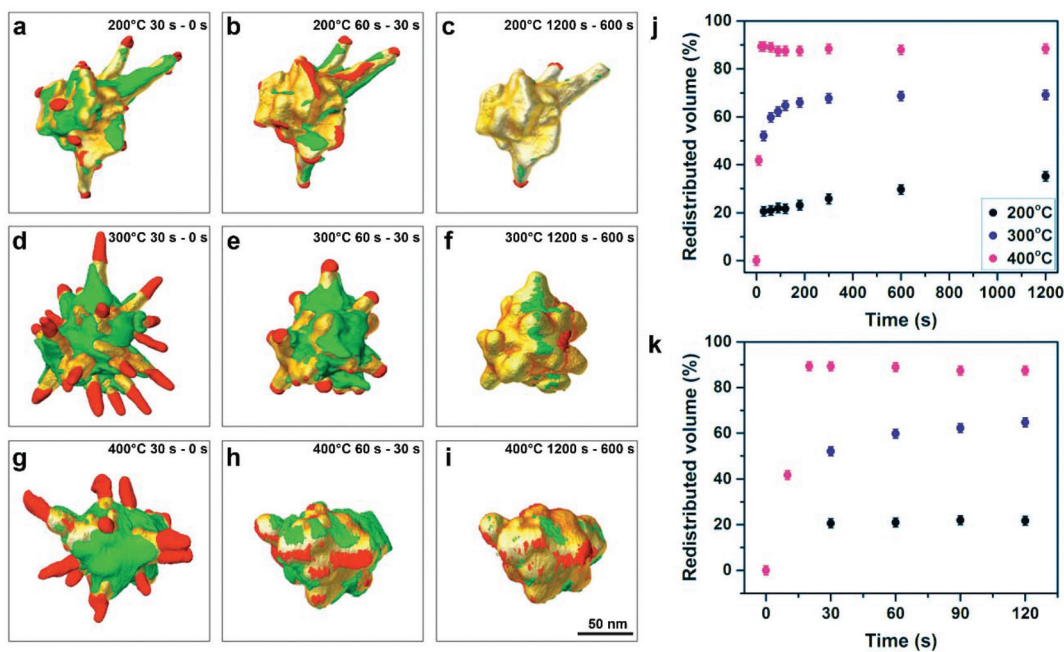 a
200°C 30 s - 0 s
b
200°C 60 s - 30 s
c
200°C 1200 s - 600 s
d
300°C 30 s - 0 s
e
300°C 60 s - 30 s
f
300°C 1200 s - 600 s
g
400°C 30 s - 0 s
h
400°C 60 s - 30 s
i
400°C 1200 s - 600 s
50 nm
j
Redistributed volume (%)
100
80
60
40
20
0
200°C
300°C
400°C
0 200 400 600 800 1000 1200
Time (s)
k
Redistributed volume (%)
100
80
60
40
20
0
0 30 60 90 120
Time (s)